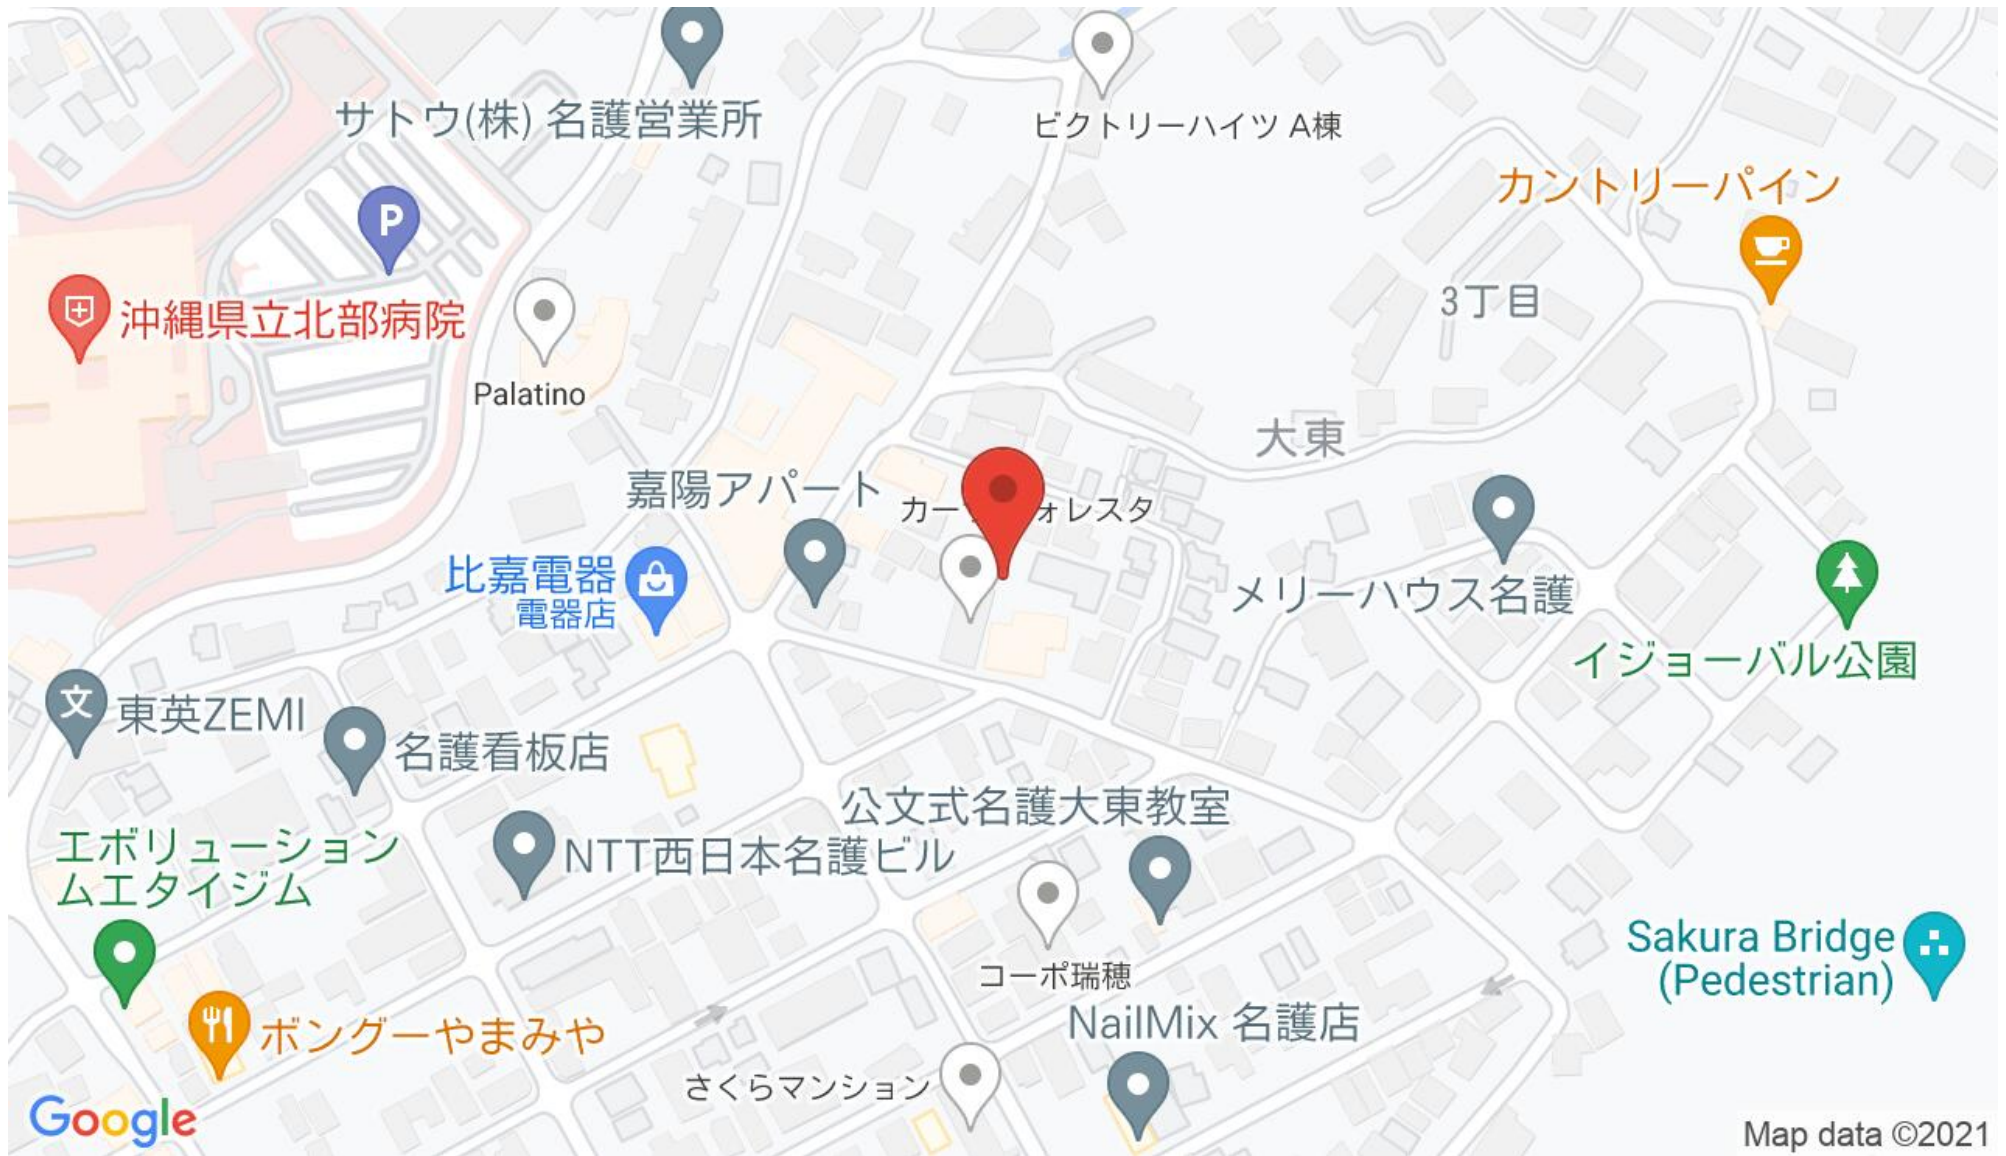 サトウ(株) 名護営業所
ビクトリーハイツ A棟
カントリーパイン
P
沖縄県立北部病院
3丁目
Palatino
大東
嘉陽アパート
カー
ォレスタ
比嘉電器
電器店
メリーハウス名護
イジョーバル公園
文
東英ZEMI
名護看板店
公文式名護大東教室
NTT西日本名護ビル
エボリューション
ムエタイジム
Sakura Bridge
(Pedestrian)
コーポ瑞穂
NailMix 名護店
ボングーやまみや
さくらマンション
Google
Map data ©2021